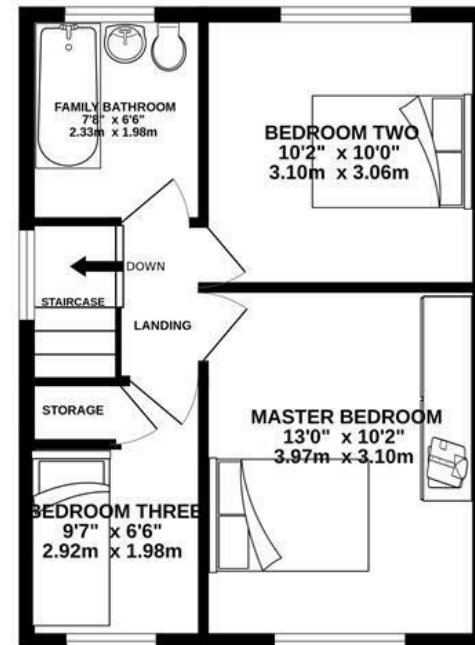 FAMILY BATHROOM
7'8" x 6'6"
2.33m x 1.98m
BEDROOM TWO
10'2" x 10'0"
3.10m x 3.06m
DOWN
STAIRCASE
LANDING
STORAGE
MASTER BEDROOM
13'0" x 10'2"
3.97m x 3.10m
BEDROOM THREE
9'7" x 6'6"
2.92m x 1.98m